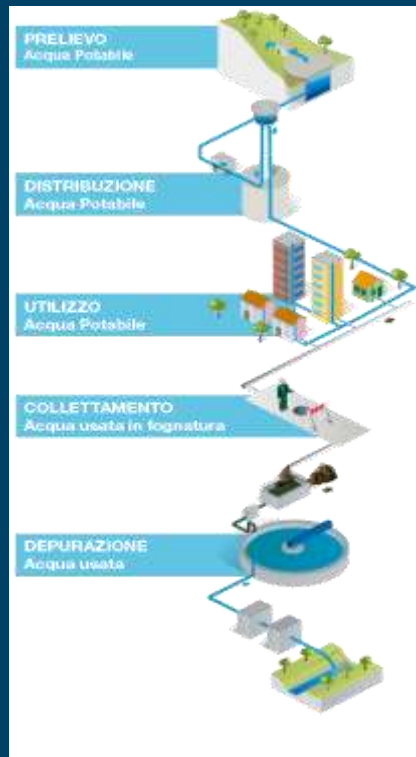 PRELIEVO
Acqua Potabile
DISTRIBUZIONE
Acqua Potabile
UTILIZZO
Acqua Potabile
COLLETTAMENTO
Acqua usata in fognatura
DEPURAZIONE
Acqua usata